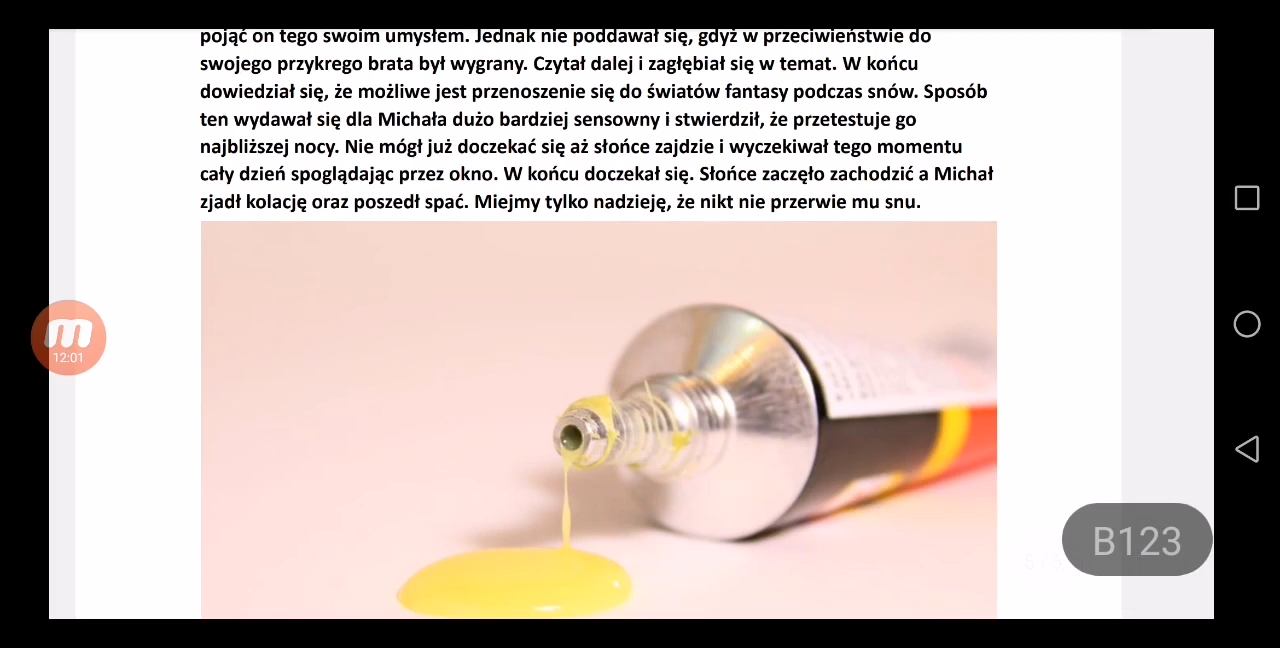 pojąć on tego swoim umysłem. Jednak nie poddawał się, gdyż w przeciwieństwie do
swojego przykrego brata był wygrany. Czytał dalej i zagłębiał się w temat. W końcu
dowiedział się, że możliwe jest przenoszenie się do światów fantasy podczas snów. Sposób
ten wydawał się dla Michała dużo bardziej sensowny i stwierdził, że przetestuje go
najbliższej nocy. Nie mógł już doczekać się aż słońce zajdzie i wyczekiwał tego momentu
cały dzień spoglądając przez okno. W końcu doczekał się. Słońce zaczęło zachodzić a Michał
zjadł kolację oraz poszedł spać. Miejmy tylko nadzieję, że nikt nie przerwie mu snu.
m
12:01
B123